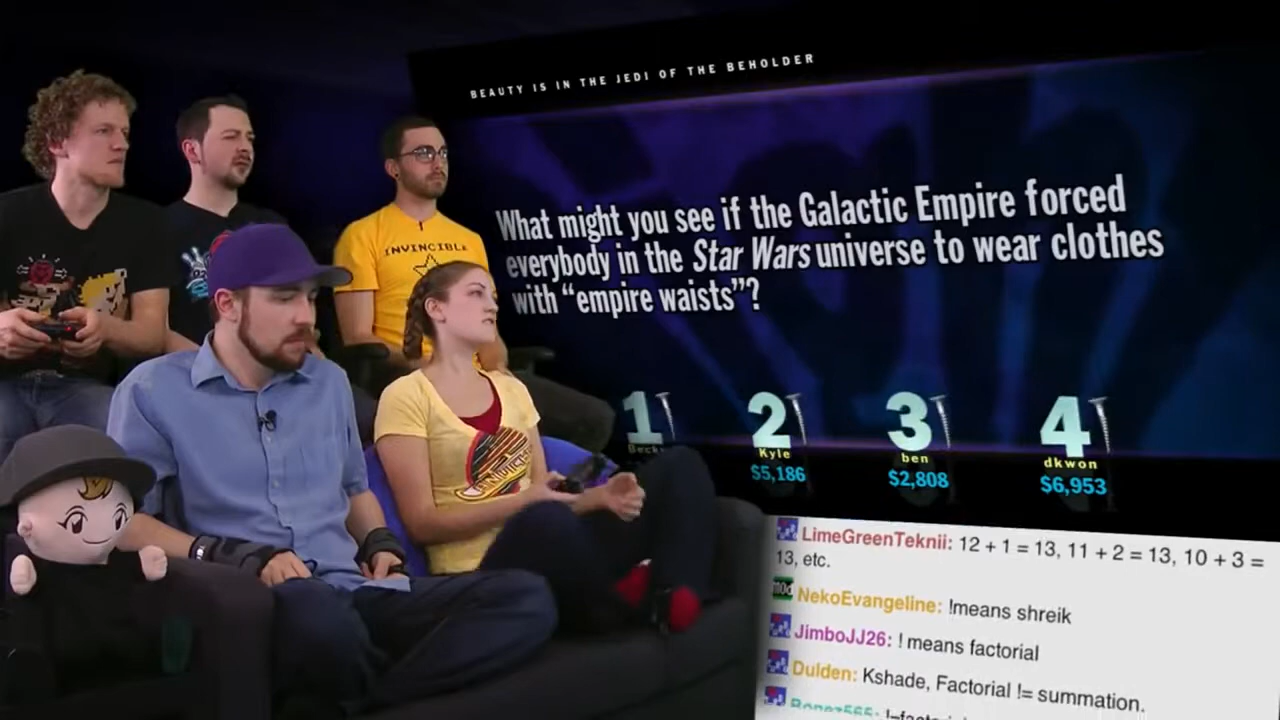 BEAUTY IS IN THE JEDI OF THE BEHOLDER
What might you see if the Galactic Empire forced
everybody in the Star Wars universe to wear clothes
with “empire waists”?
INVINCIBLE
1 2 3 4
Kyle ben dkwon
$5,186 $2,808 $6,953
LimeGreenTeknii: 12 + 1 = 13, 11 + 2 = 13, 10 + 3 =
13, etc.
mod NekoEvangeline: !means shreik
JimboJJ26: ! means factorial
Dulden: Kshade, Factorial != summation.